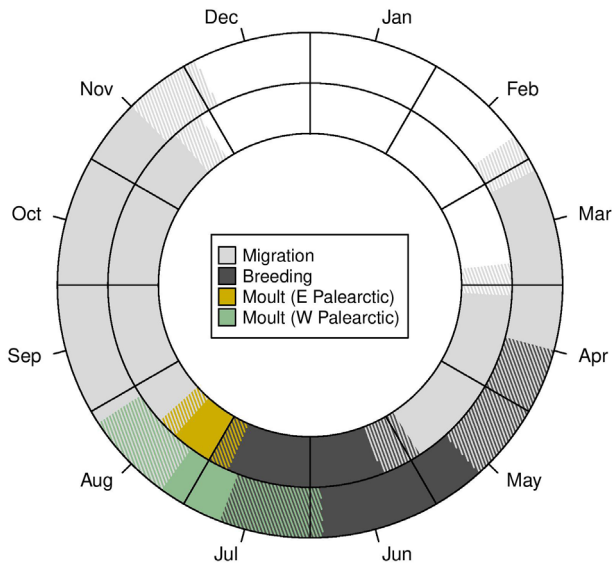 Dec
Jan
Nov
Feb
Oct
Mar
Migration
Breeding
Moult (E Palearctic)
Moult (W Palearctic)
Sep
Apr
Aug
May
Jul
Jun